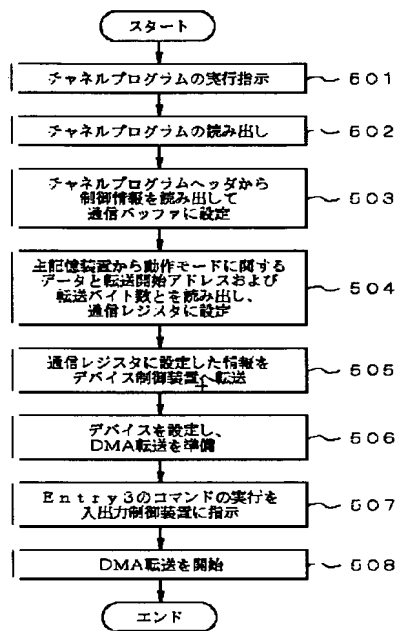 スタート
チャネルプログラムの実行指示
501
チャネルプログラムの読み出し
502
チャネルプログラムヘッダから
制御情報を読み出して
通信バッファに設定
503
主記憶装置から動作モードに関する
データと転送開始アドレスおよび
転送バイト数とを読み出し、
通信レジスタに設定
504
通信レジスタに設定した情報を
デバイス制御装置へ転送
505
デバイスを設定し、
DMA転送を準備
506
Entry3のコマンドの実行を
入出力制御装置に指示
507
DMA転送を開始
508
エンド